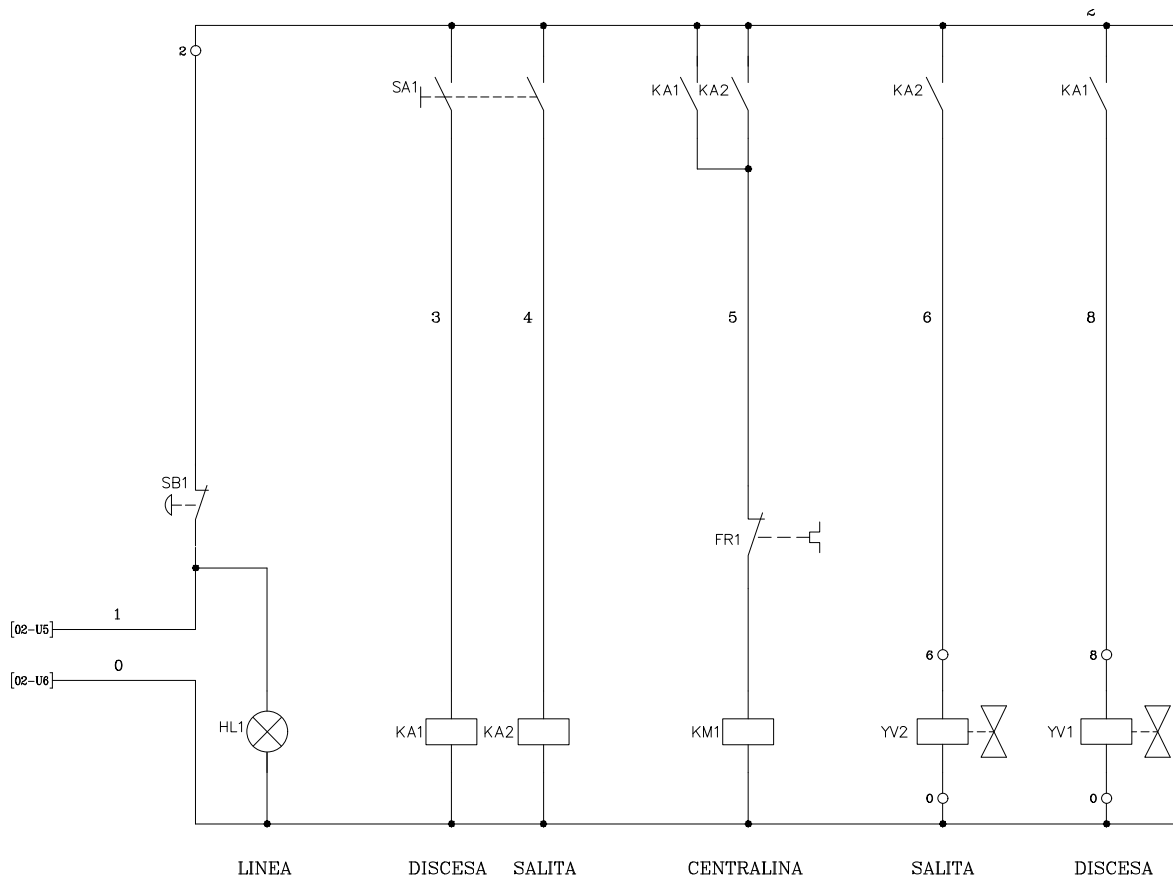 2
2
SA1
KA1 KA2
KA2
KA1
3
4
5
6
8
SB1
FR1
1
[02-U5]
0
[02-U6]
6
8
HL1
KA1
KA2
KM1
YV2
YV1
0
0
LINEA
DISCESA
SALITA
CENTRALINA
SALITA
DISCESA